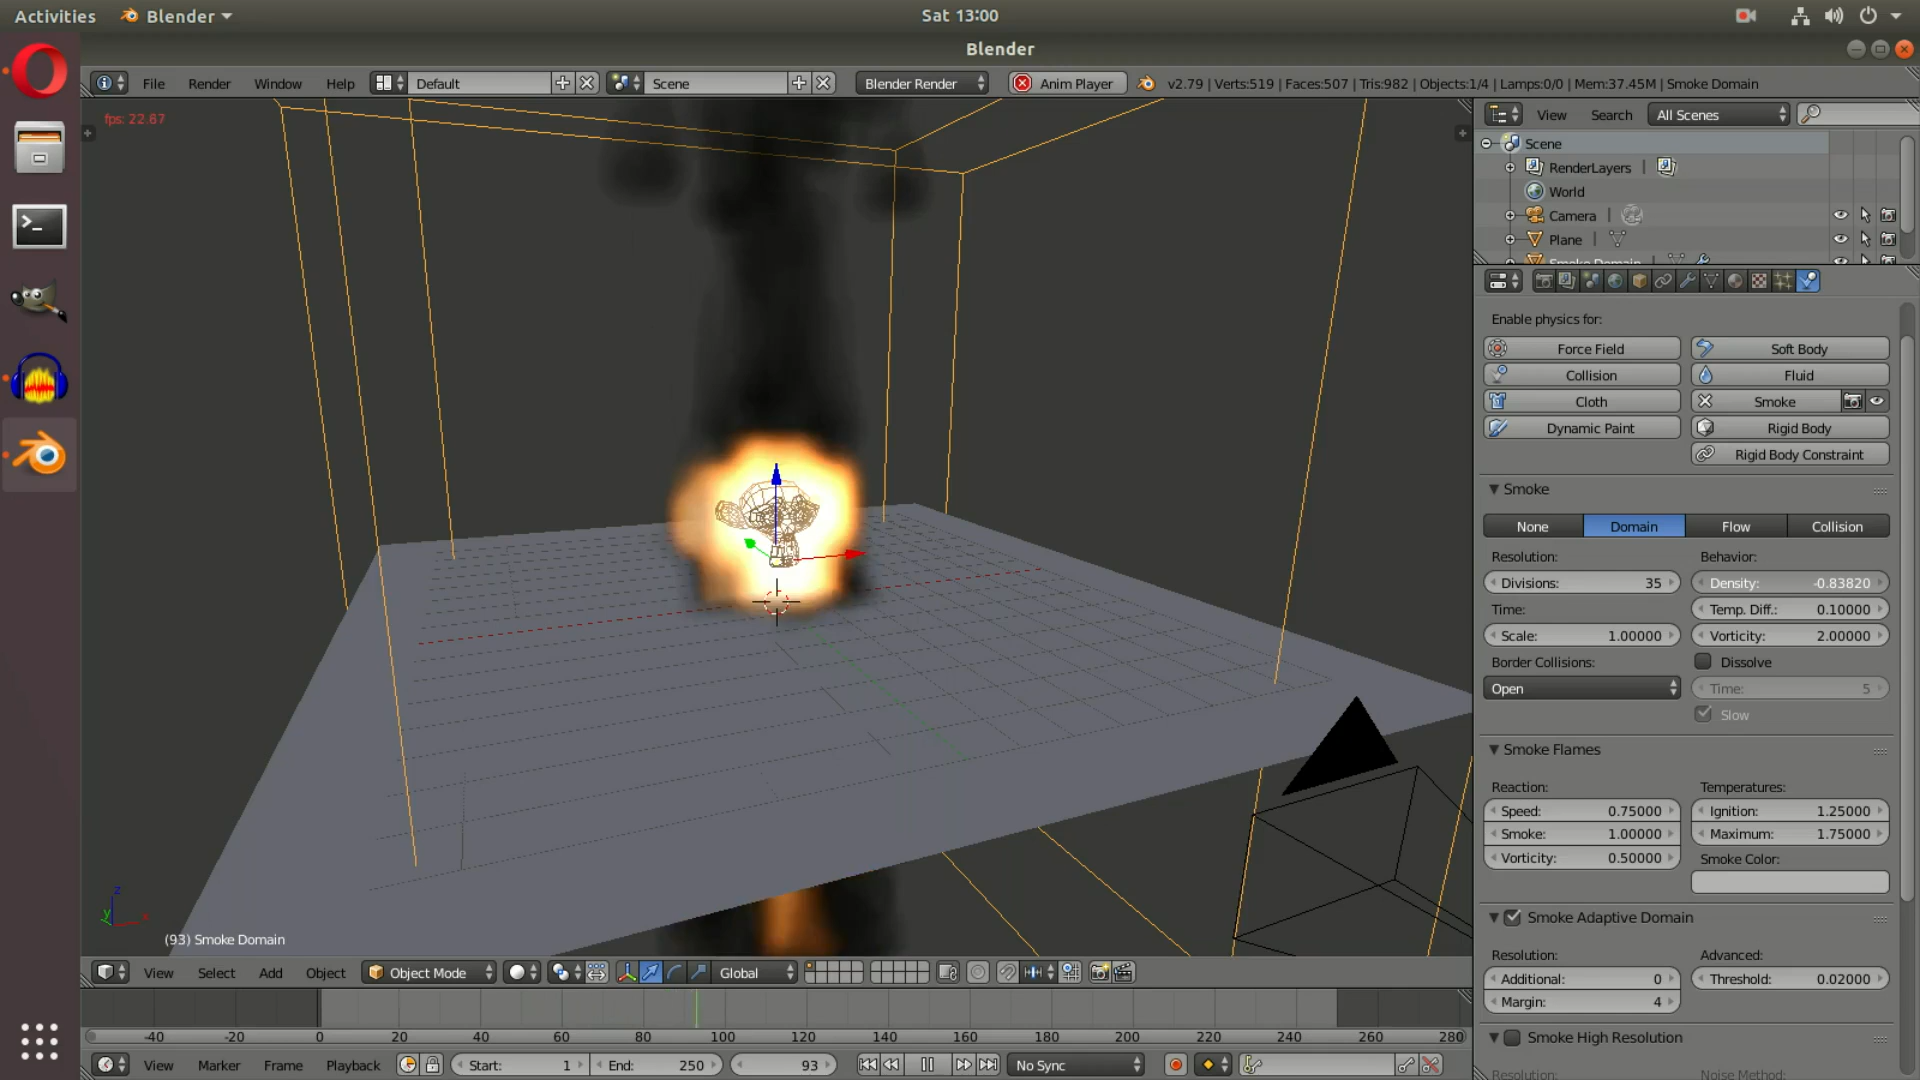 Activities Blender Sat 13:00
Blender
File Render Window Help Default Scene Blender Render Anim Player v2.79 | Verts:519 | Faces:507 | Tris:982 | Objects:1/4 | Lamps:0/0 | Mem:37.45M | Smoke Domain
fps: 22.67
View Search All Scenes
Scene
RenderLayers |
World
Camera |
Plane |
Smoke Domain
Enable physics for:
Force Field Soft Body
Collision Fluid
Cloth Smoke
Dynamic Paint Rigid Body
Rigid Body Constraint
Smoke
None Domain Flow Collision
Resolution: Behavior:
Divisions: 35 Density: -0.83820
Time: Temp. Diff.: 0.10000
Scale: 1.00000 Vorticity: 2.00000
Border Collisions: Dissolve
Open Time: 5
Slow
Smoke Flames
Reaction: Temperatures:
Speed: 0.75000 Ignition: 1.25000
Smoke: 1.00000 Maximum: 1.75000
Vorticity: 0.50000 Smoke Color:
Smoke Adaptive Domain
Resolution: Advanced:
Additional: 0 Threshold: 0.02000
Margin: 4
Smoke High Resolution
Resolution: Noise Method:
z
y x
(93) Smoke Domain
View Select Add Object Object Mode Global
-40 -20 0 20 40 60 80 100 120 140 160 180 200 220 240 260 280
View Marker Frame Playback Start: 1 End: 250 93 No Sync